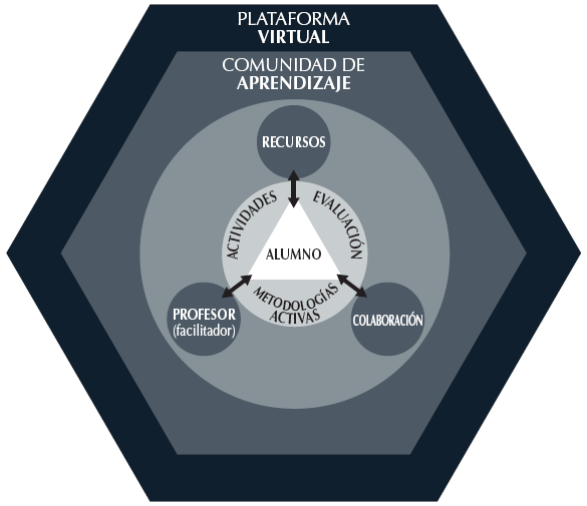 PLATAFORMA
VIRTUAL
COMUNIDAD DE
APRENDIZAJE
RECURSOS
ACTIVIDADES
EVALUACIÓN
ALUMNO
METODOLOGÍAS
ACTIVAS
PROFESOR
(facilitador)
COLABORACIÓN